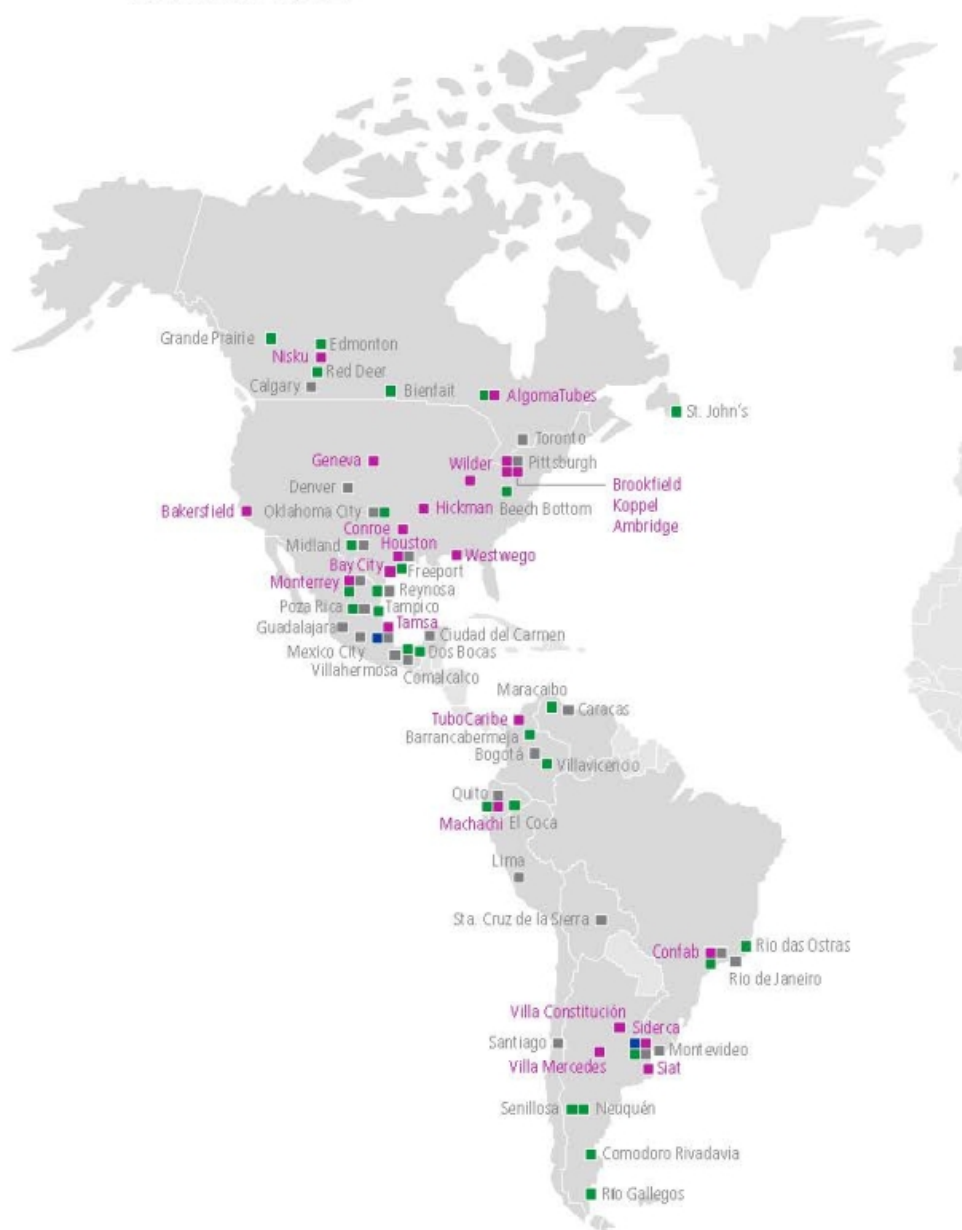 Grande Prairie
Edmonton
Nisku
Red Deer
Calgary
Bienfait
AlgomaTubes
St. John's
Toronto
Geneva
Wilder
Pittsburgh
Denver
Brookfield
Koppel
Ambridge
Bakersfield
Oklahoma City
Hickman
Beech Bottom
Conroe
Midland
Houston
Westwego
Bay City
Freeport
Monterrey
Reynosa
Poza Rica
Tampico
Guadalajara
Tamsa
Ciudad del Carmen
Mexico City
Dos Bocas
Villahermosa
Comalcalco
Maracaibo
Caracas
TuboCaribe
Barrancabermeja
Bogotá
Villavicencio
Quito
Machachi
El Coca
Lima
Sta. Cruz de la Sierra
Confab
Rio das Ostras
Rio de Janeiro
Villa Constitución
Siderca
Santiago
Montevideo
Villa Mercedes
Siat
Senillosa
Neuquén
Comodoro Rivadavia
Río Gallegos